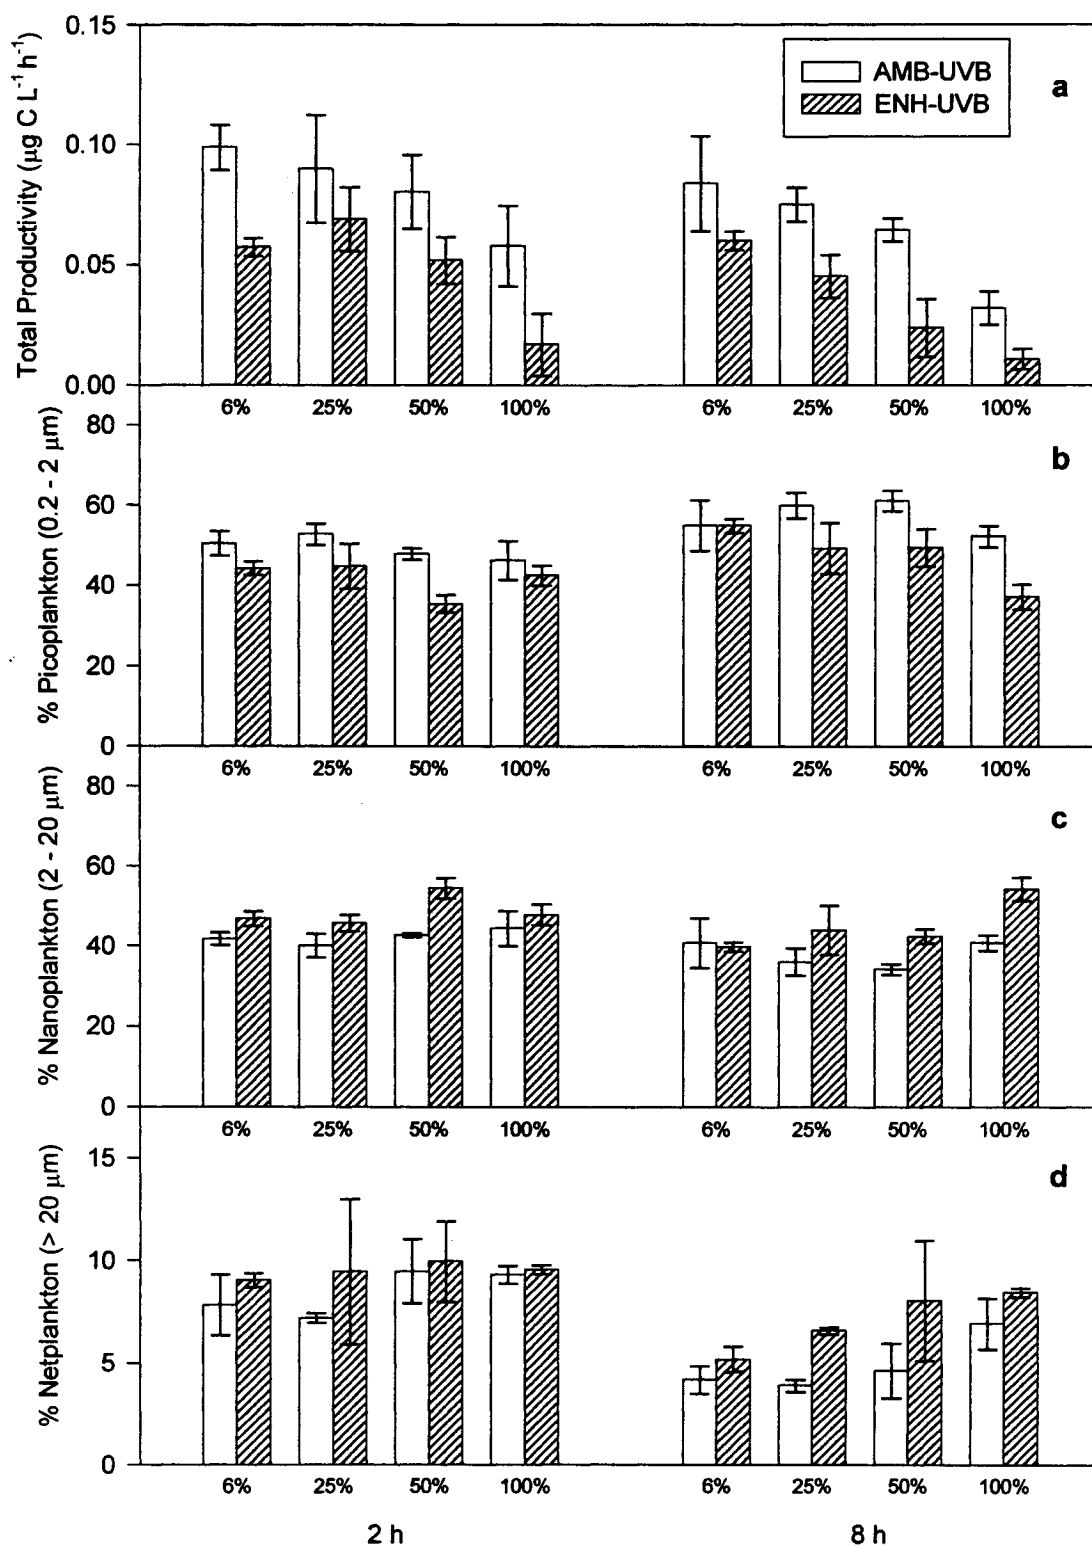 Total Productivity (μg C L⁻¹ h⁻¹)
0.15
0.10
0.05
0.00
AMB-UVB
ENH-UVB
a
6% 25% 50% 100% 6% 25% 50% 100%
% Picoplankton (0.2 - 2 μm)
80
60
40
20
0
b
6% 25% 50% 100% 6% 25% 50% 100%
% Nanoplankton (2 - 20 μm)
80
60
40
20
0
c
6% 25% 50% 100% 6% 25% 50% 100%
% Netplankton (> 20 μm)
15
10
5
0
d
6% 25% 50% 100% 6% 25% 50% 100%
2 h 8 h